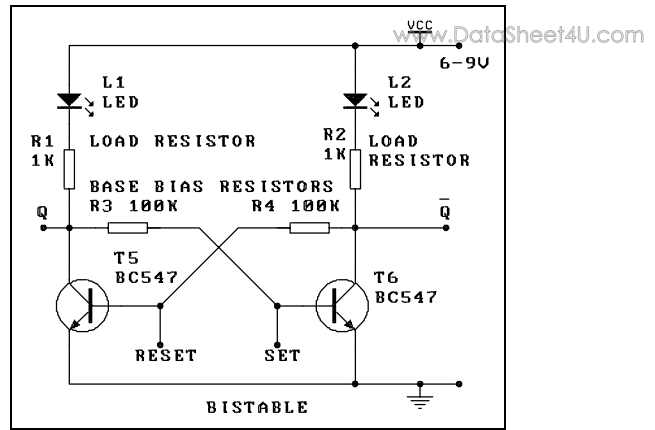 VCC
www.DataSheet4U.com
6-9V
L1
LED
L2
LED
R1
1K
LOAD RESISTOR
R2
1K
LOAD
RESISTOR
BASE BIAS RESISTORS
R3 100K
R4 100K
Q
Q̅
T5
BC547
T6
BC547
RESET
SET
BISTABLE